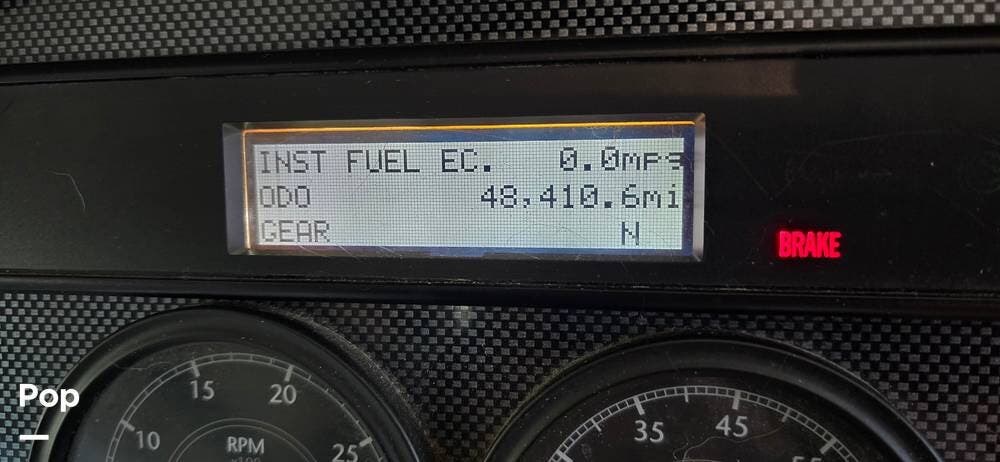 INST FUEL EC. 0.0mpg
ODO 48,410.6mi
GEAR N
BRAKE
Pop
15 20
10 25
RPM
x100
35 45